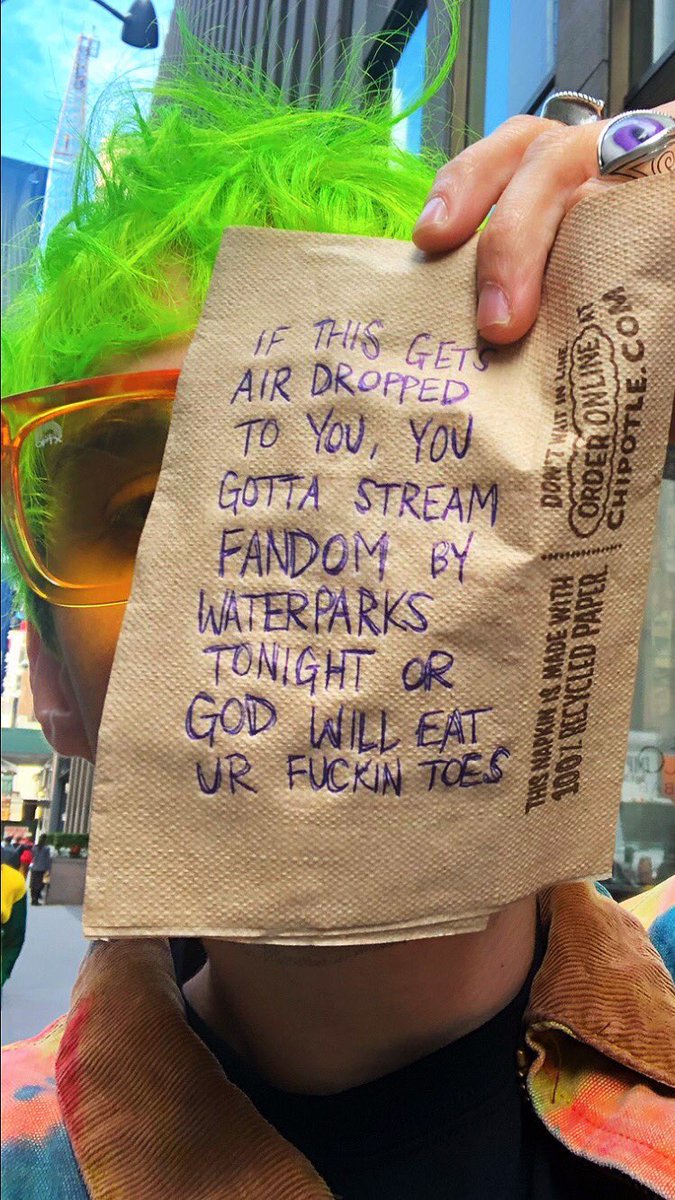 IF THIS GETS
AIR DROPPED
TO YOU, YOU
GOTTA STREAM
FANDOM BY
WATERPARKS
TONIGHT OR
GOD WILL EAT
UR FUCKIN TOES
DON'T WAIT IN LINE.
ORDER ONLINE AT
CHIPOTLE.COM
THIS NAPKIN IS MADE WITH
100% RECYCLED PAPER.